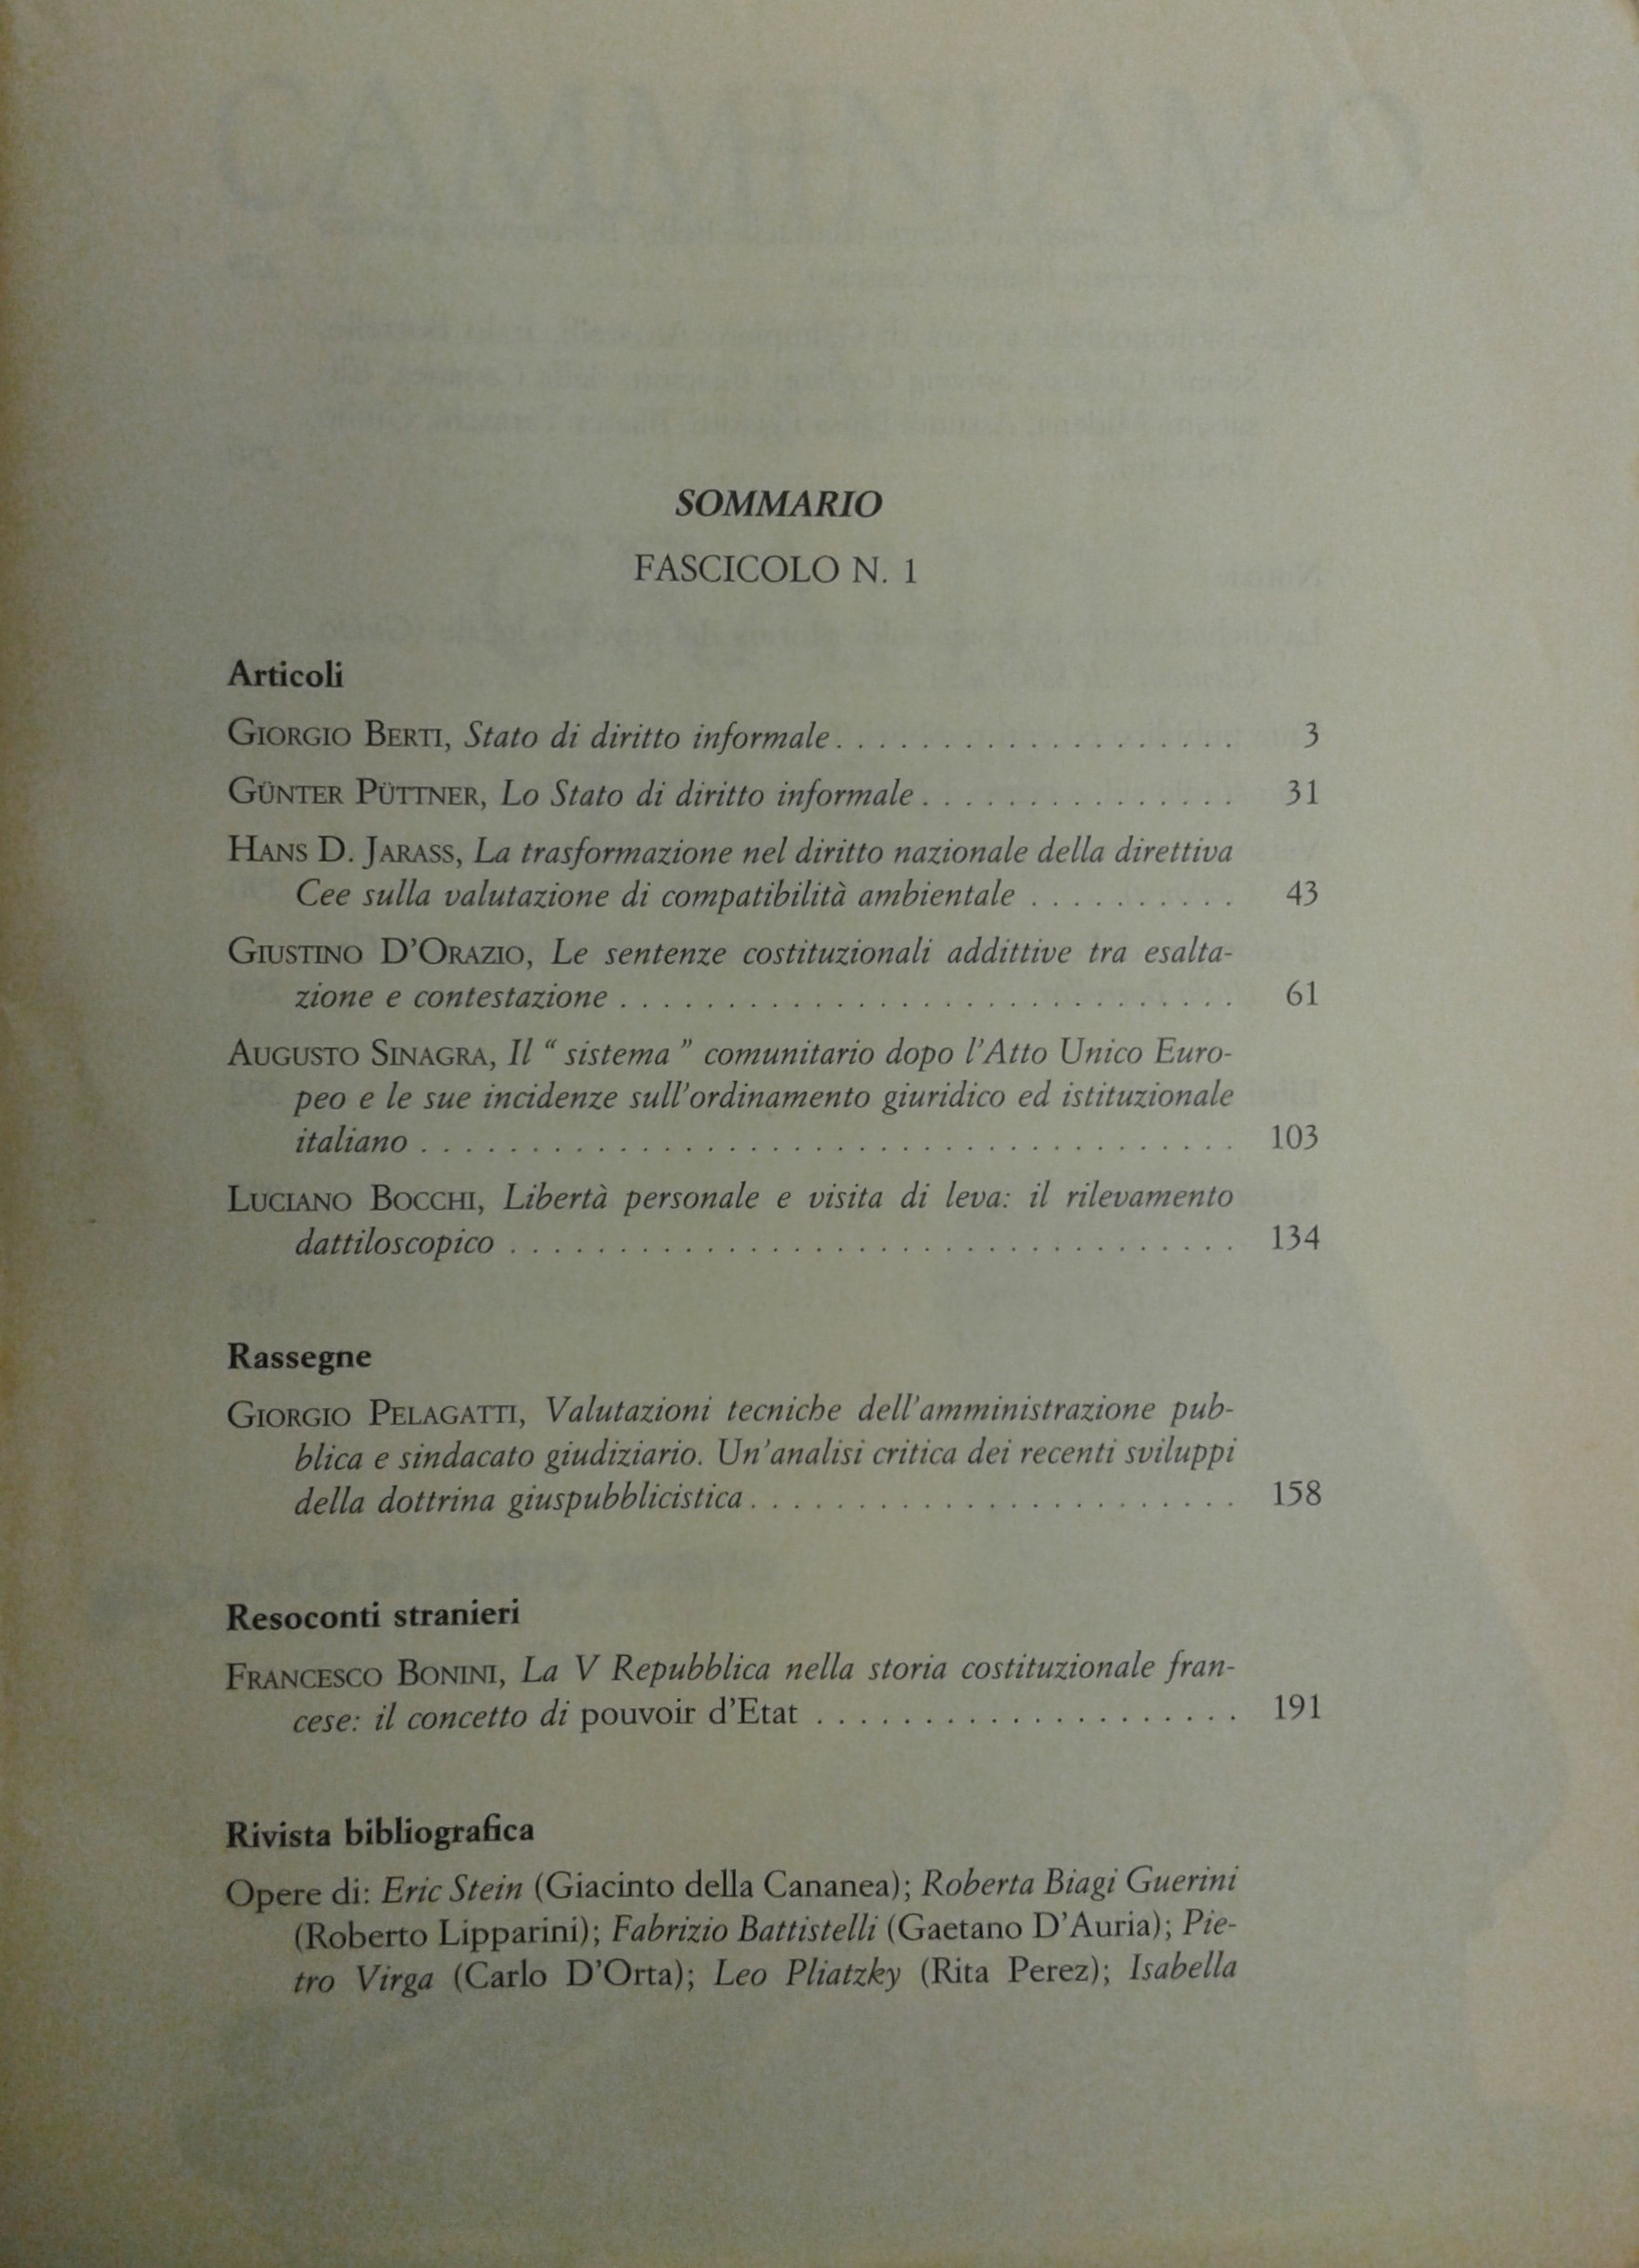 SOMMARIO
FASCICOLO N. 1
Articoli
GIORGIO BERTI, Stato di diritto informale . . . . . . . . . . . . . . . . . . . 3
GÜNTER PÜTTNER, Lo Stato di diritto informale . . . . . . . . . . . . . . . 31
HANS D. JARASS, La trasformazione nel diritto nazionale della direttiva
Cee sulla valutazione di compatibilità ambientale . . . . . . . . . . 43
GIUSTINO D'ORAZIO, Le sentenze costituzionali addittive tra esalta-
zione e contestazione . . . . . . . . . . . . . . . . . . . . . . . . . . . . 61
AUGUSTO SINAGRA, Il " sistema " comunitario dopo l'Atto Unico Euro-
peo e le sue incidenze sull'ordinamento giuridico ed istituzionale
italiano . . . . . . . . . . . . . . . . . . . . . . . . . . . . . . . . . . . . . 103
LUCIANO BOCCHI, Libertà personale e visita di leva: il rilevamento
dattiloscopico . . . . . . . . . . . . . . . . . . . . . . . . . . . . . . . . . 134
Rassegne
GIORGIO PELAGATTI, Valutazioni tecniche dell'amministrazione pub-
blica e sindacato giudiziario. Un'analisi critica dei recenti sviluppi
della dottrina giuspubblicistica . . . . . . . . . . . . . . . . . . . . . . 158
Resoconti stranieri
FRANCESCO BONINI, La V Repubblica nella storia costituzionale fran-
cese: il concetto di pouvoir d'Etat . . . . . . . . . . . . . . . . . . . . 191
Rivista bibliografica
Opere di: Eric Stein (Giacinto della Cananea); Roberta Biagi Guerini
(Roberto Lipparini); Fabrizio Battistelli (Gaetano D'Auria); Pie-
tro Virga (Carlo D'Orta); Leo Pliatzky (Rita Perez); Isabella